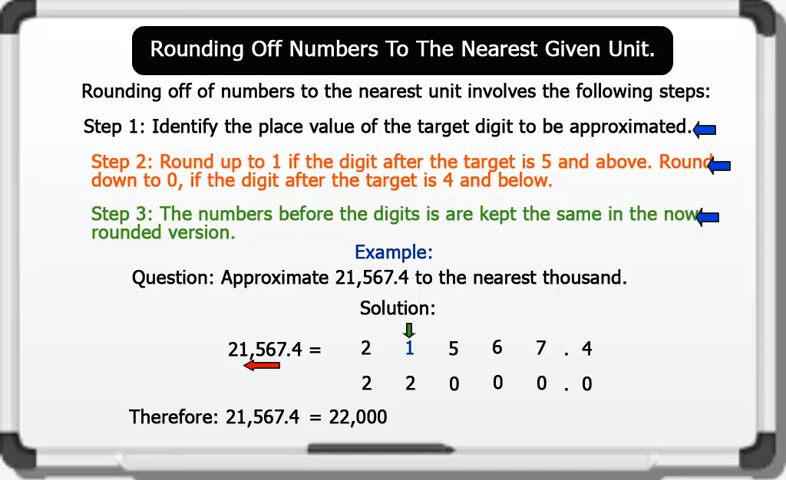 Rounding Off Numbers To The Nearest Given Unit.
Rounding off of numbers to the nearest unit involves the following steps:
Step 1: Identify the place value of the target digit to be approximated.
Step 2: Round up to 1 if the digit after the target is 5 and above. Round
down to 0, if the digit after the target is 4 and below.
Step 3: The numbers before the digits is are kept the same in the now
rounded version.
Example:
Question: Approximate 21,567.4 to the nearest thousand.
Solution:
21,567.4 = 2 1 5 6 7 . 4
2 2 0 0 0 . 0
Therefore: 21,567.4 = 22,000